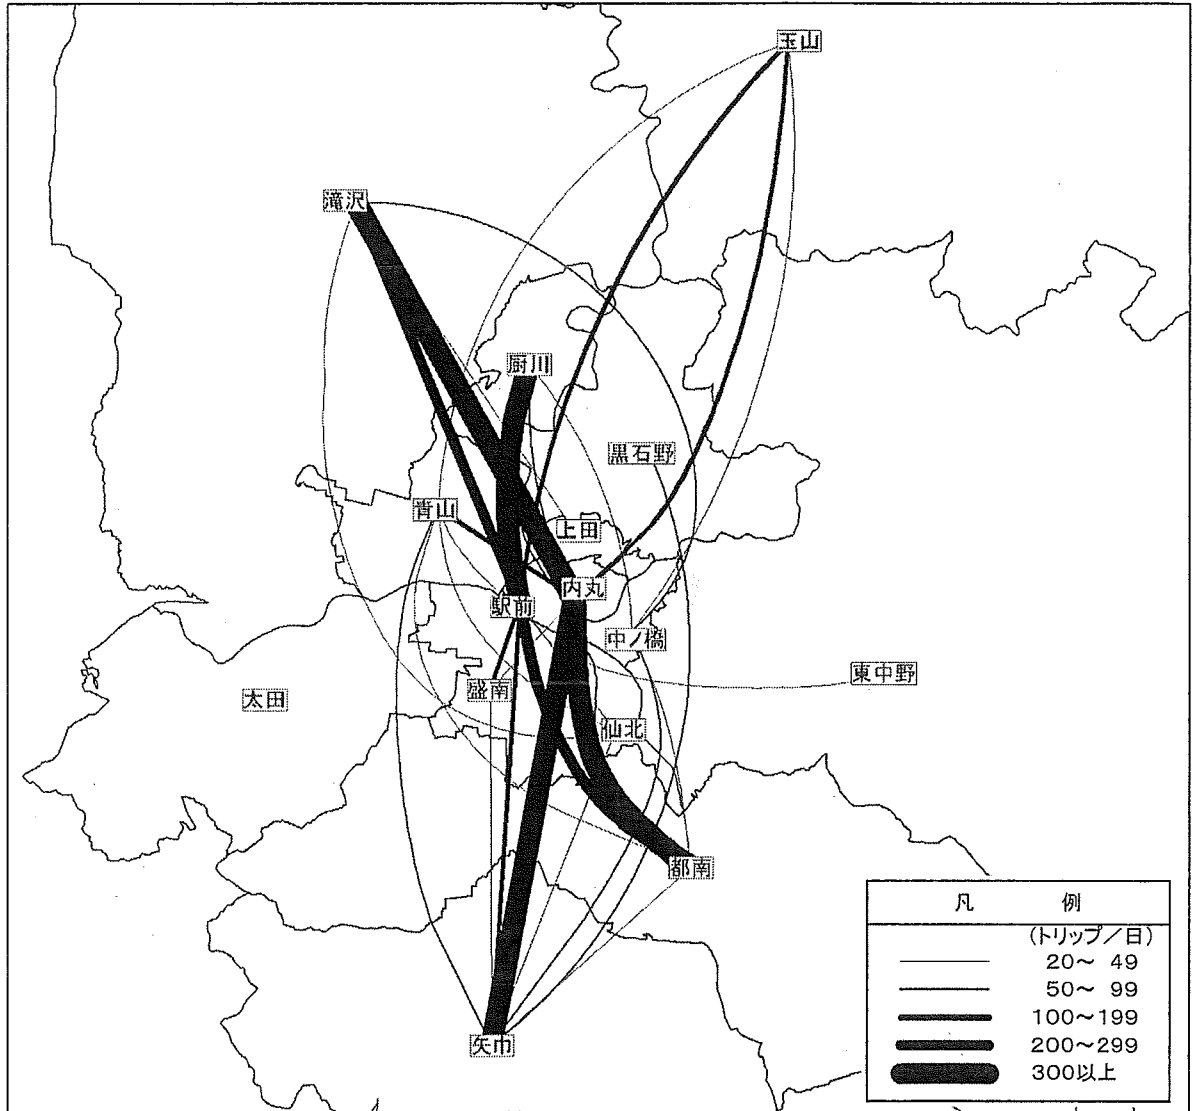 玉山
滝沢
厨川
黒石野
青山
上田
内丸
駅前
中ノ橋
東中野
盛南
太田
仙北
都南
矢巾
凡 例
(トリップ／日)
20～ 49
50～ 99
100～199
200～299
300以上